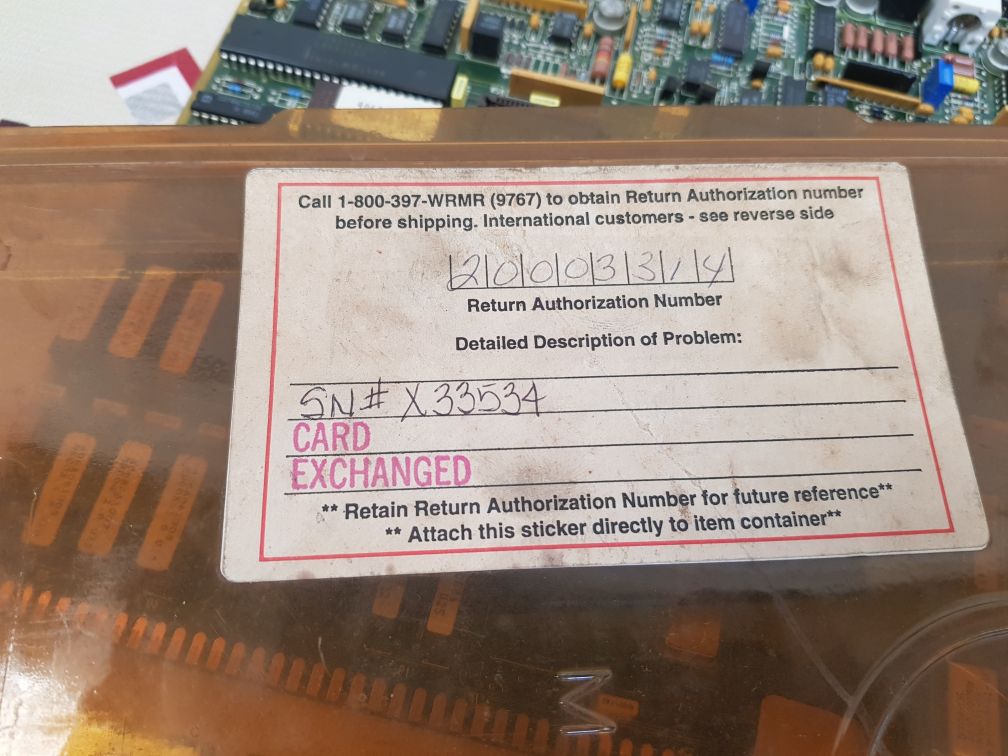 Call 1-800-397-WRMR (9767) to obtain Return Authorization number
before shipping. International customers - see reverse side
20003314
Return Authorization Number
Detailed Description of Problem:
SN# X33534
CARD
EXCHANGED
** Retain Return Authorization Number for future reference**
** Attach this sticker directly to item container**